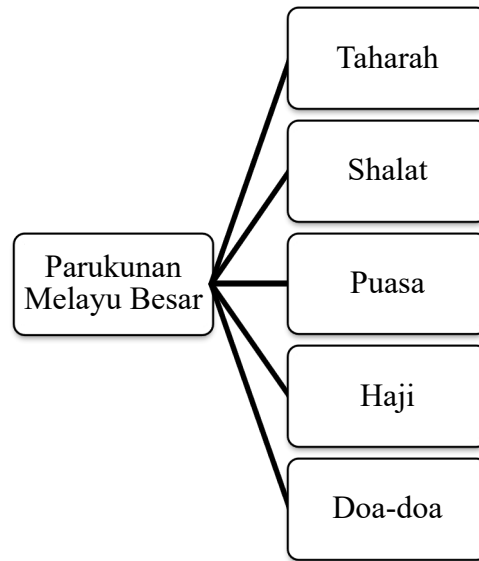 Parukunan
Melayu Besar
Taharah
Shalat
Puasa
Haji
Doa-doa